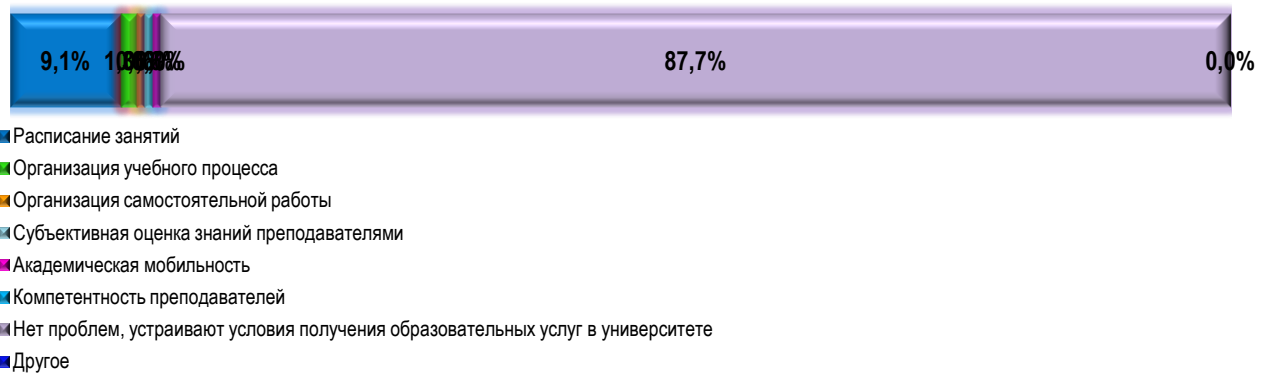 9,1% 87,7% 0,0%
Расписание занятий
Организация учебного процесса
Организация самостоятельной работы
Субъективная оценка знаний преподавателями
Академическая мобильность
Компетентность преподавателей
Нет проблем, устраивают условия получения образовательных услуг в университете
Другое